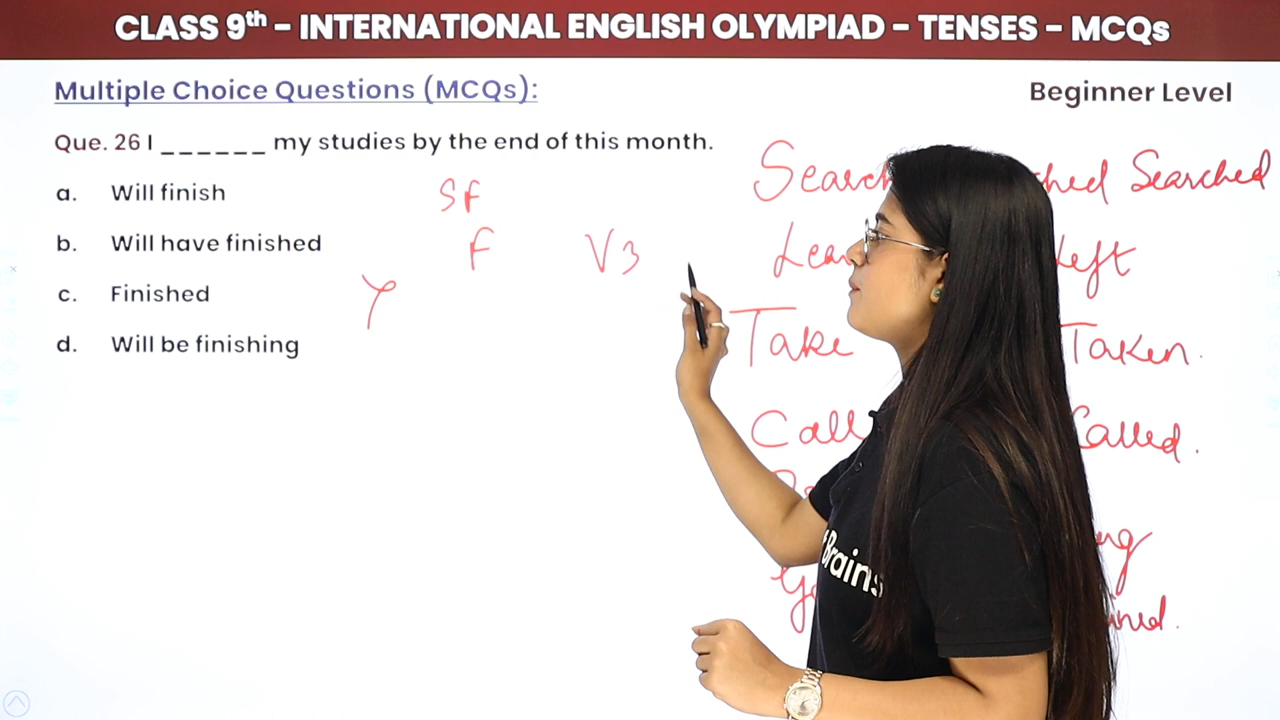 CLASS 9th – INTERNATIONAL ENGLISH OLYMPIAD – TENSES – MCQs
Multiple Choice Questions (MCQs):
Beginner Level
Que. 26 I ______ my studies by the end of this month.
a. Will finish
b. Will have finished
c. Finished
d. Will be finishing
SF
F V3
Searched
Left
Take Taken.
Call Called.
Brains